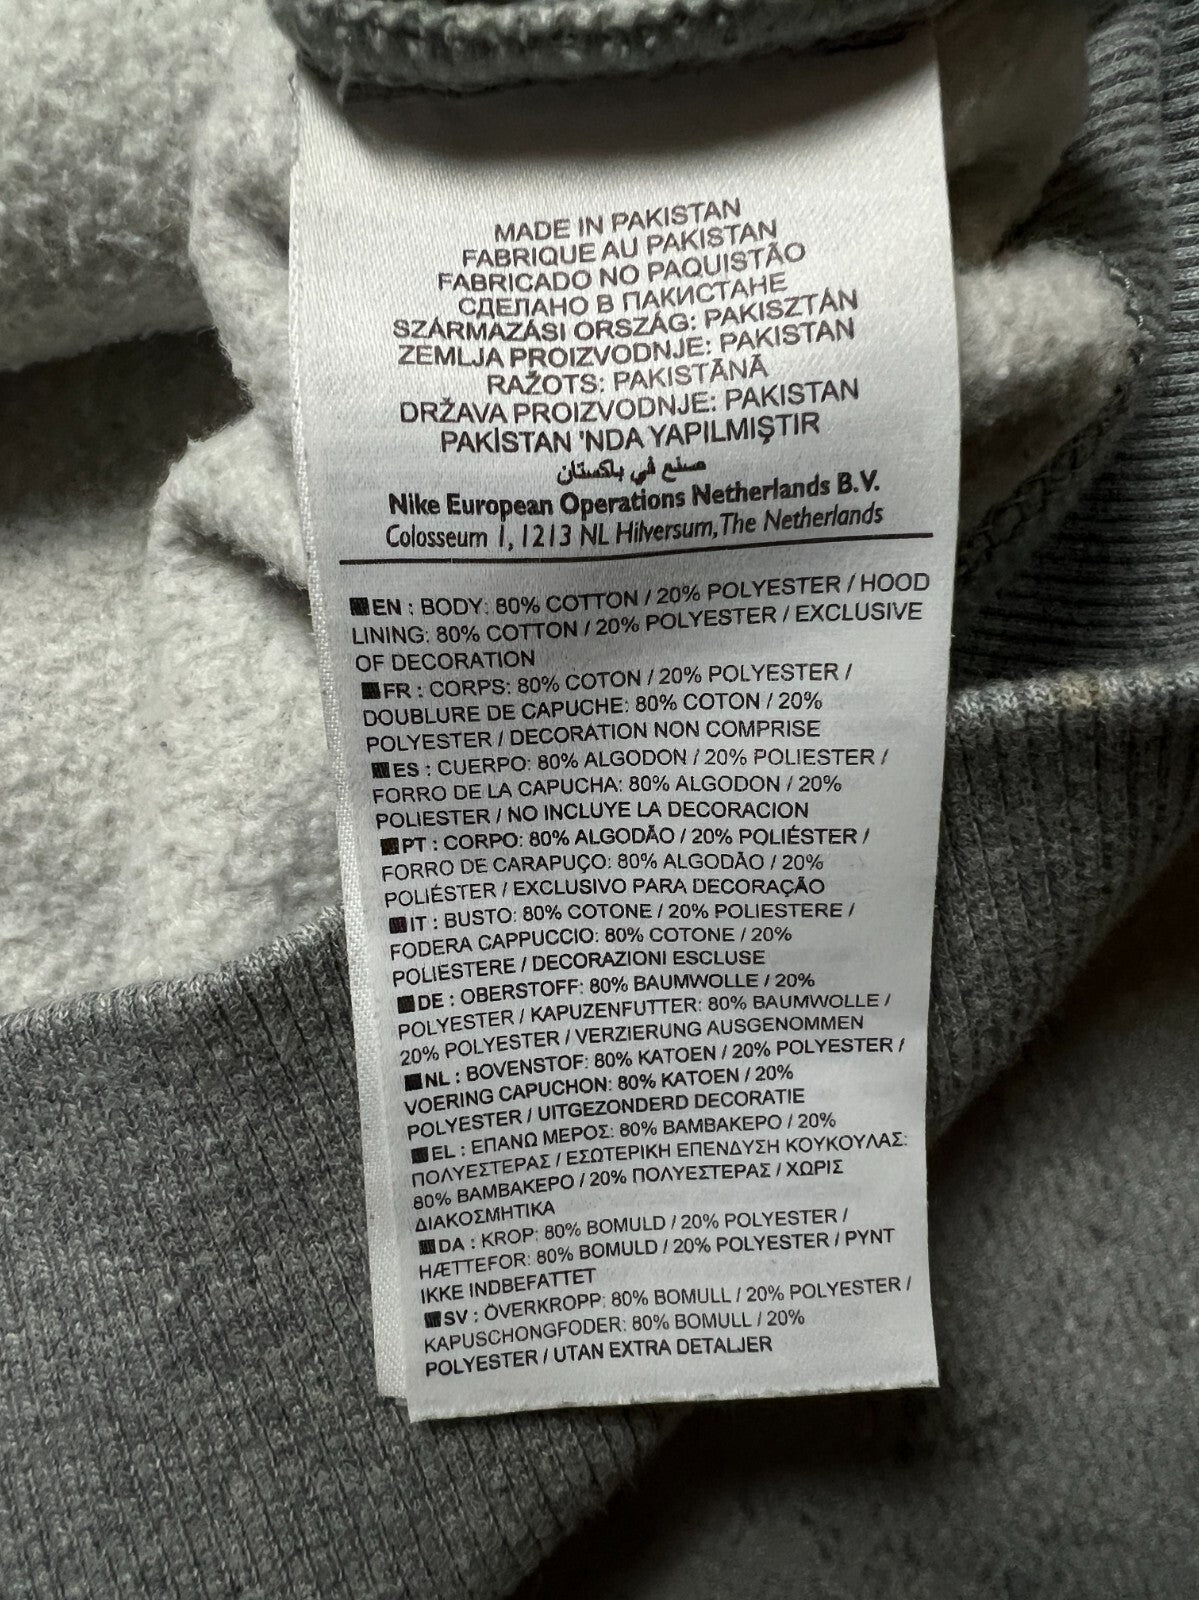 MADE IN PAKISTAN
FABRIQUE AU PAKISTAN
FABRICADO NO PAQUISTÃO
СДЕЛАНО В ПАКИСТАНЕ
SZÁRMAZÁSI ORSZÁG: PAKISZTÁN
ZEMLJA PROIZVODNJE: PAKISTAN
RAŽOTS: PAKISTĀNĀ
DRŽAVA PROIZVODNJE: PAKISTAN
PAKİSTAN 'NDA YAPILMIŞTIR
صنع في باكستان
Nike European Operations Netherlands B.V.
Colosseum 1, 1213 NL Hilversum, The Netherlands
EN : BODY: 80% COTTON / 20% POLYESTER / HOOD
LINING: 80% COTTON / 20% POLYESTER / EXCLUSIVE
OF DECORATION
FR : CORPS: 80% COTON / 20% POLYESTER /
DOUBLURE DE CAPUCHE: 80% COTON / 20%
POLYESTER / DECORATION NON COMPRISE
ES : CUERPO: 80% ALGODON / 20% POLIESTER /
FORRO DE LA CAPUCHA: 80% ALGODON / 20%
POLIESTER / NO INCLUYE LA DECORACION
PT : CORPO: 80% ALGODÃO / 20% POLIÉSTER /
FORRO DE CARAPUÇO: 80% ALGODÃO / 20%
POLIÉSTER / EXCLUSIVO PARA DECORAÇÃO
IT : BUSTO: 80% COTONE / 20% POLIESTERE /
FODERA CAPPUCCIO: 80% COTONE / 20%
POLIESTERE / DECORAZIONI ESCLUSE
DE : OBERSTOFF: 80% BAUMWOLLE / 20%
POLYESTER / KAPUZENFUTTER: 80% BAUMWOLLE /
20% POLYESTER / VERZIERUNG AUSGENOMMEN
NL : BOVENSTOF: 80% KATOEN / 20% POLYESTER /
VOERING CAPUCHON: 80% KATOEN / 20%
POLYESTER / UITGEZONDERD DECORATIE
EL : ΕΠΑΝΩ ΜΕΡΟΣ: 80% ΒΑΜΒΑΚΕΡΟ / 20%
ΠΟΛΥΕΣΤΕΡΑΣ / ΕΣΩΤΕΡΙΚΗ ΕΠΕΝΔΥΣΗ ΚΟΥΚΟΥΛΑΣ:
80% ΒΑΜΒΑΚΕΡΟ / 20% ΠΟΛΥΕΣΤΕΡΑΣ / ΧΩΡΙΣ
ΔΙΑΚΟΣΜΗΤΙΚΑ
DA : KROP: 80% BOMULD / 20% POLYESTER /
HÆTTEFOR: 80% BOMULD / 20% POLYESTER / PYNT
IKKE INDBEFATTET
SV : ÖVERKROPP: 80% BOMULL / 20% POLYESTER /
KAPUSCHONGFODER: 80% BOMULL / 20%
POLYESTER / UTAN EXTRA DETALJER